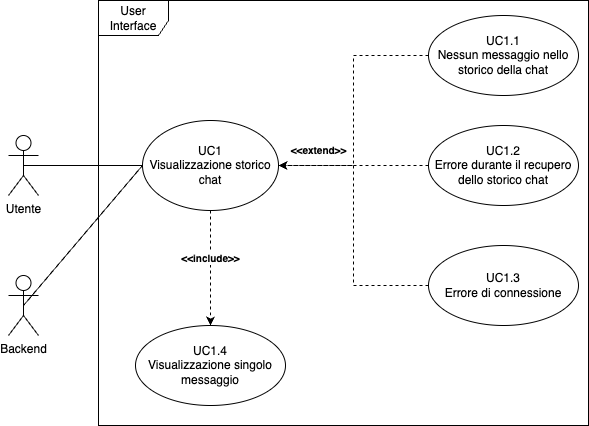 User
Interface
UC1.1
Nessun messaggio nello
storico della chat
UC1
Visualizzazione storico
chat
<<extend>>
UC1.2
Errore durante il recupero
dello storico chat
Utente
<<include>>
UC1.3
Errore di connessione
Backend
UC1.4
Visualizzazione singolo
messaggio